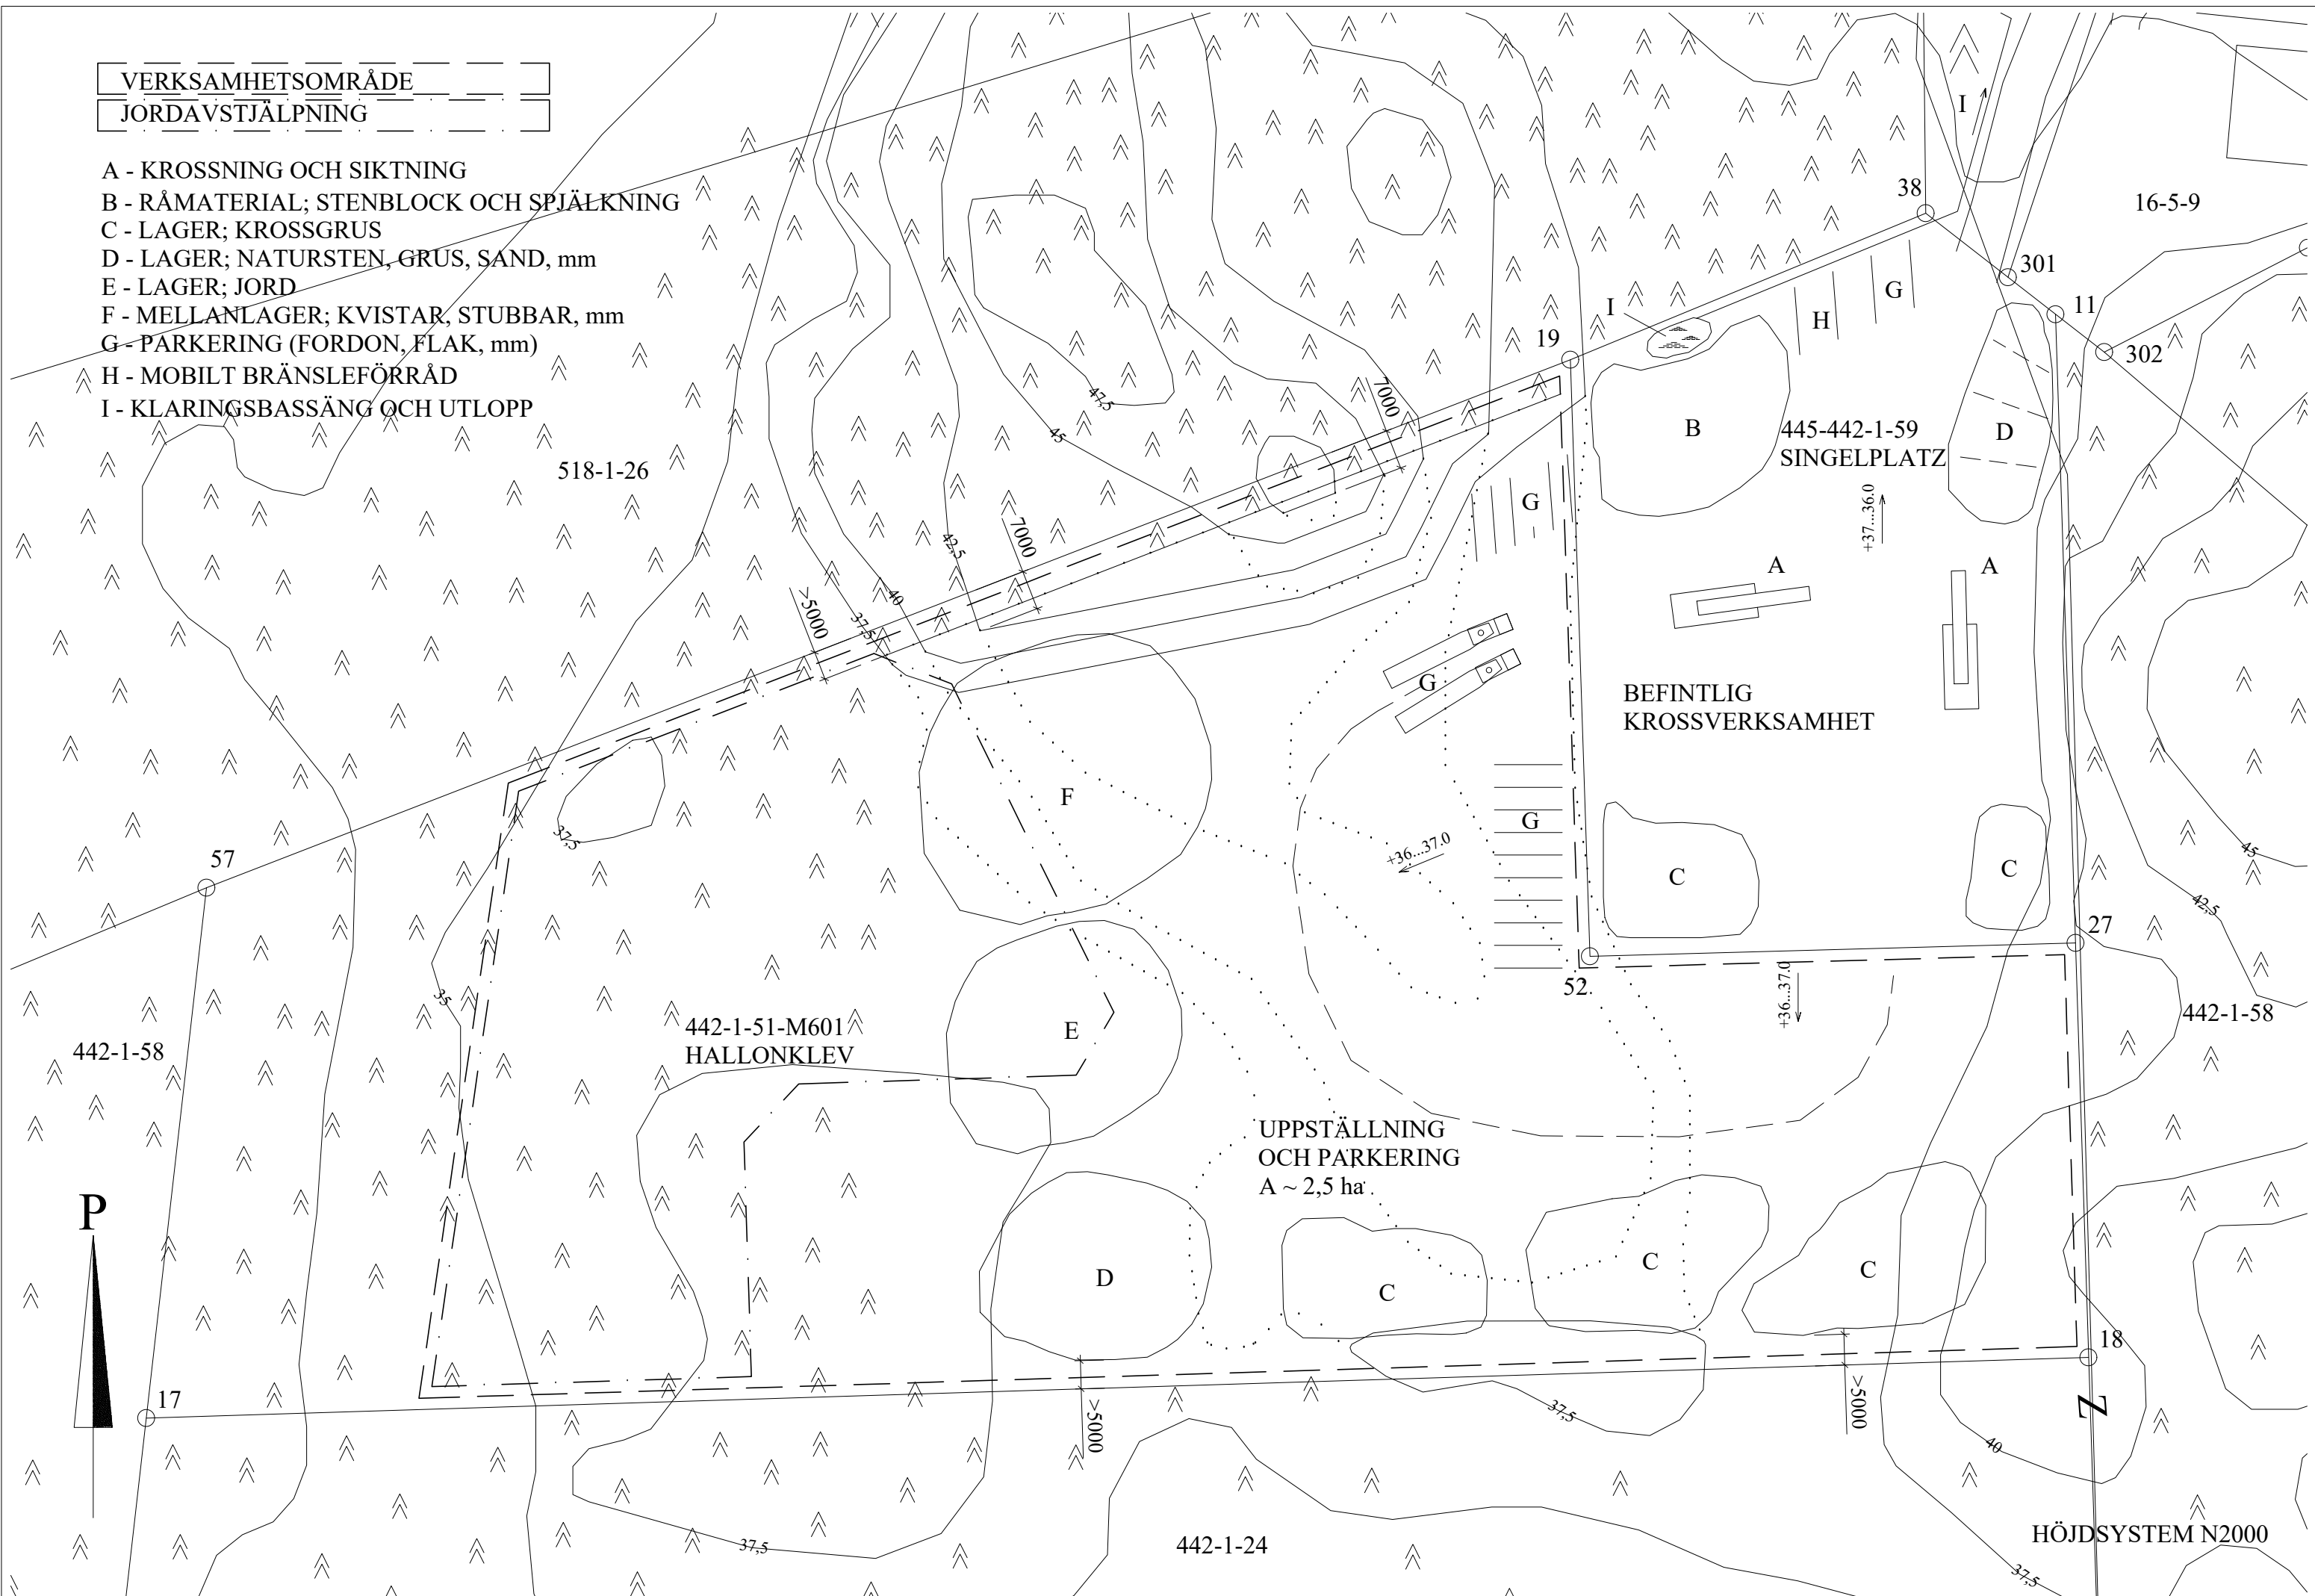 VERKSAMHETSOMRÅDE
JORDAVSTJÄLPNING
A - KROSSNING OCH SIKTNING
B - RÅMATERIAL; STENBLOCK OCH SPJÄLKNING
C - LAGER; KROSSGRUS
D - LAGER; NATURSTEN, GRUS, SAND, mm
E - LAGER; JORD
F - MELLANLAGER; KVISTAR, STUBBAR, mm
G - PARKERING (FORDON, FLAK, mm)
H - MOBILT BRÄNSLEFÖRRÅD
I - KLARINGSBASSÄNG OCH UTLOPP
I
38
16-5-9
301
G
11
I
H
302
19
7000
47,5
45
B
445-442-1-59
SINGELPLATZ
D
518-1-26
G
+37...36.0
7000
42,5
A
A
>5000
40
37,5
G
BEFINTLIG
KROSSVERKSAMHET
F
G
37,5
+36...37.0
45
57
C
C
42,5
27
52
+36...37.0
35
442-1-51-M601
HALLONKLEV
E
442-1-58
442-1-58
UPPSTÄLLNING
OCH PARKERING
A ~ 2,5 ha
P
D
C
C
C
18
17
>5000
>5000
37,5
Z
40
37,5
442-1-24
HÖJDSYSTEM N2000
37,5